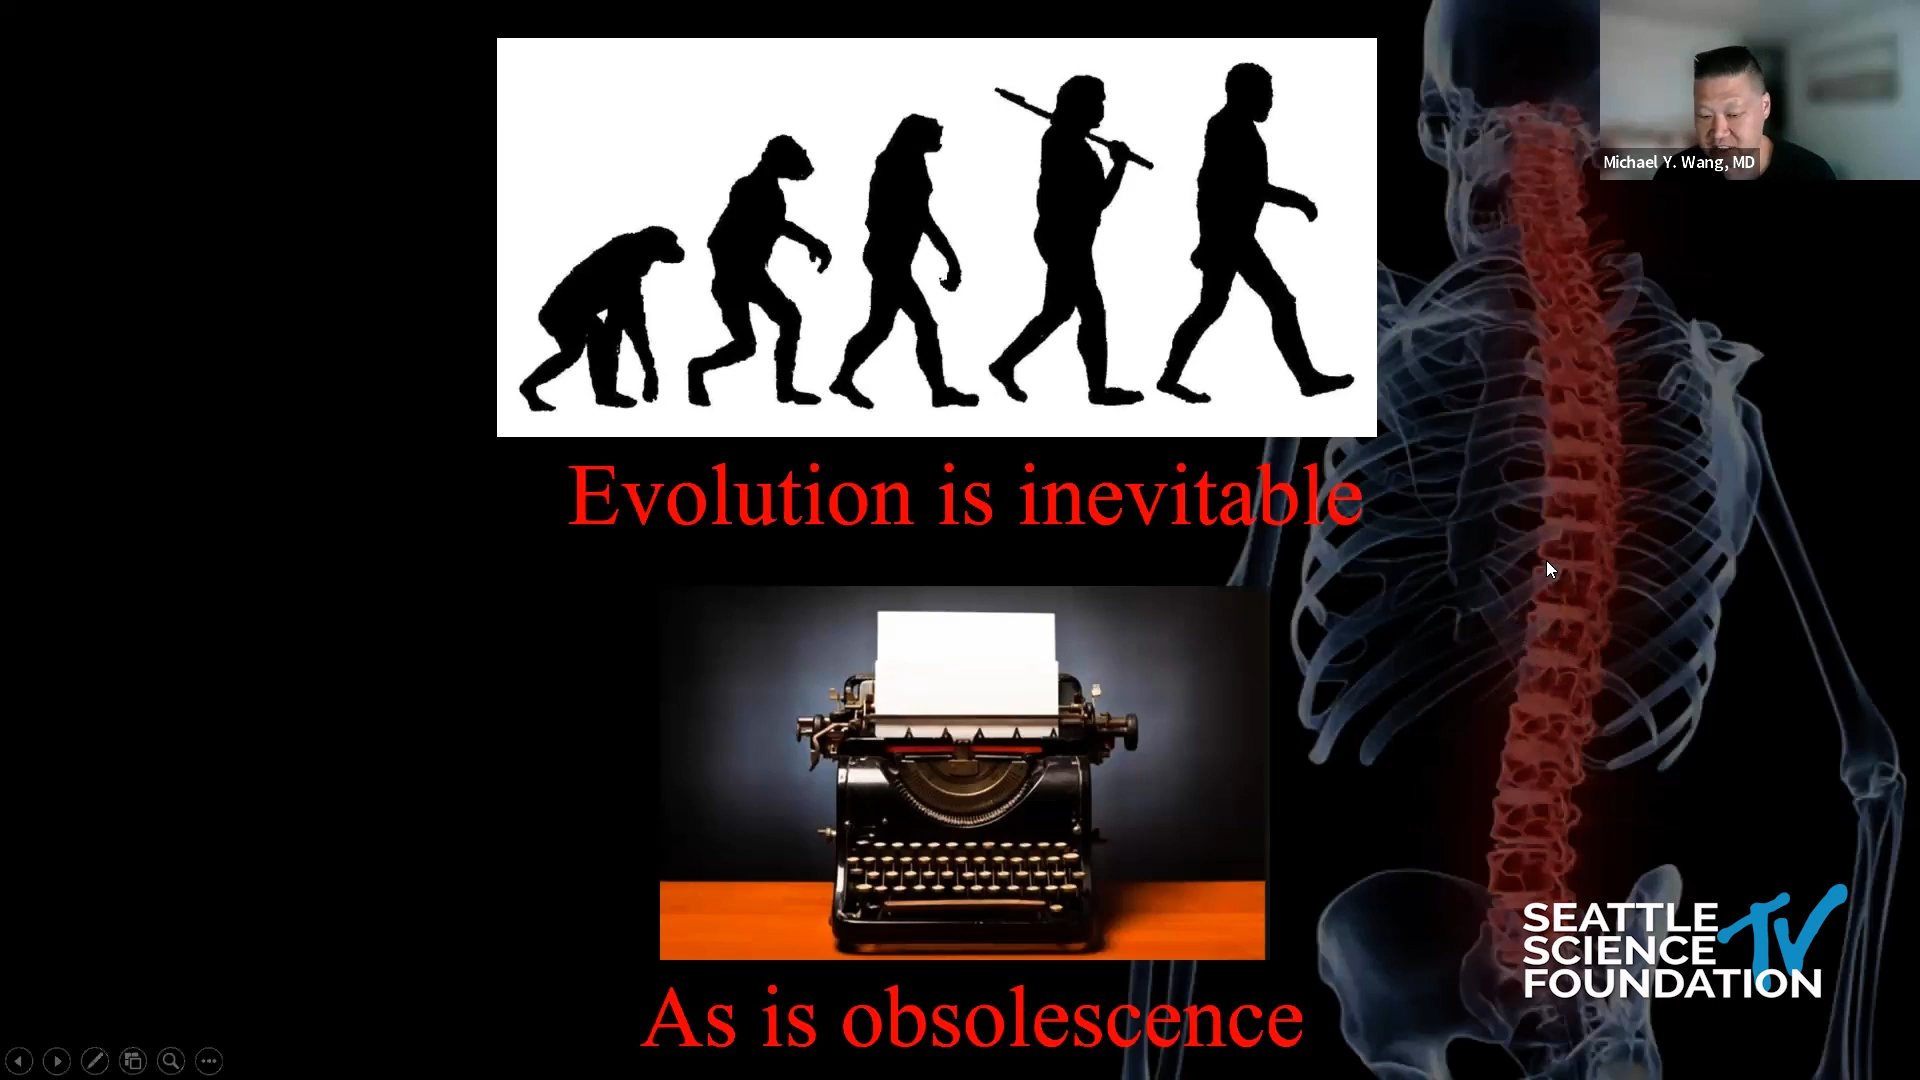 Michael Y. Wang, MD
Evolution is inevitable
As is obsolescence
SEATTLE
SCIENCE
FOUNDATION
TV